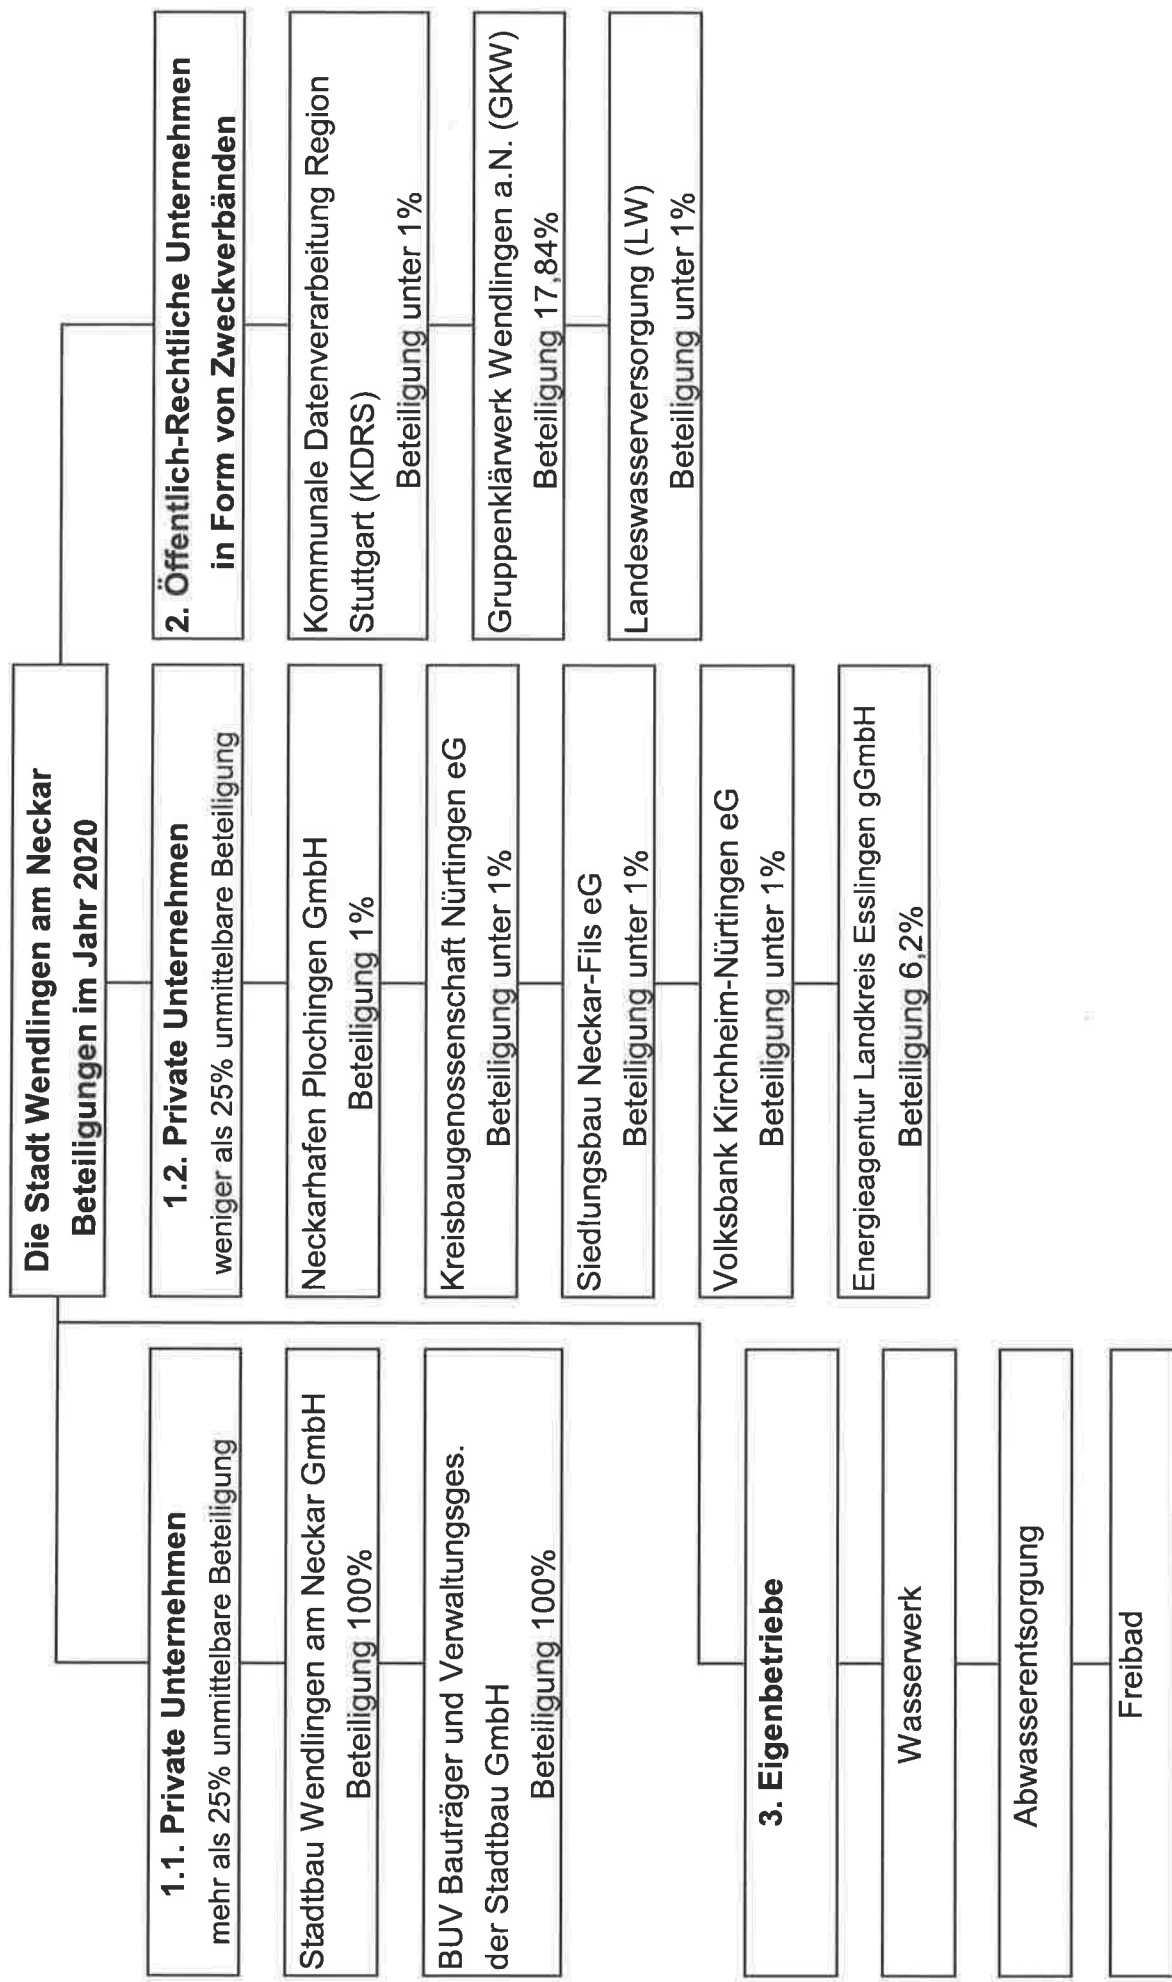 Die Stadt Wendlingen am Neckar
Beteiligungen im Jahr 2020
1.1. Private Unternehmen
mehr als 25% unmittelbare Beteiligung
Stadtbau Wendlingen am Neckar GmbH
Beteiligung 100%
BUV Bauträger und Verwaltungsges.
der Stadtbau GmbH
Beteiligung 100%
1.2. Private Unternehmen
weniger als 25% unmittelbare Beteiligung
Neckarhafen Plochingen GmbH
Beteiligung 1%
Kreisbaugenossenschaft Nürtingen eG
Beteiligung unter 1%
Siedlungsbau Neckar-Fils eG
Beteiligung unter 1%
Volksbank Kirchheim-Nürtingen eG
Beteiligung unter 1%
Energieagentur Landkreis Esslingen gGmbH
Beteiligung 6,2%
2. Öffentlich-Rechtliche Unternehmen
in Form von Zweckverbänden
Kommunale Datenverarbeitung Region
Stuttgart (KDRS)
Beteiligung unter 1%
Gruppenklärwerk Wendlingen a.N. (GKW)
Beteiligung 17,84%
Landeswasserversorgung (LW)
Beteiligung unter 1%
3. Eigenbetriebe
Wasserwerk
Abwasserentsorgung
Freibad